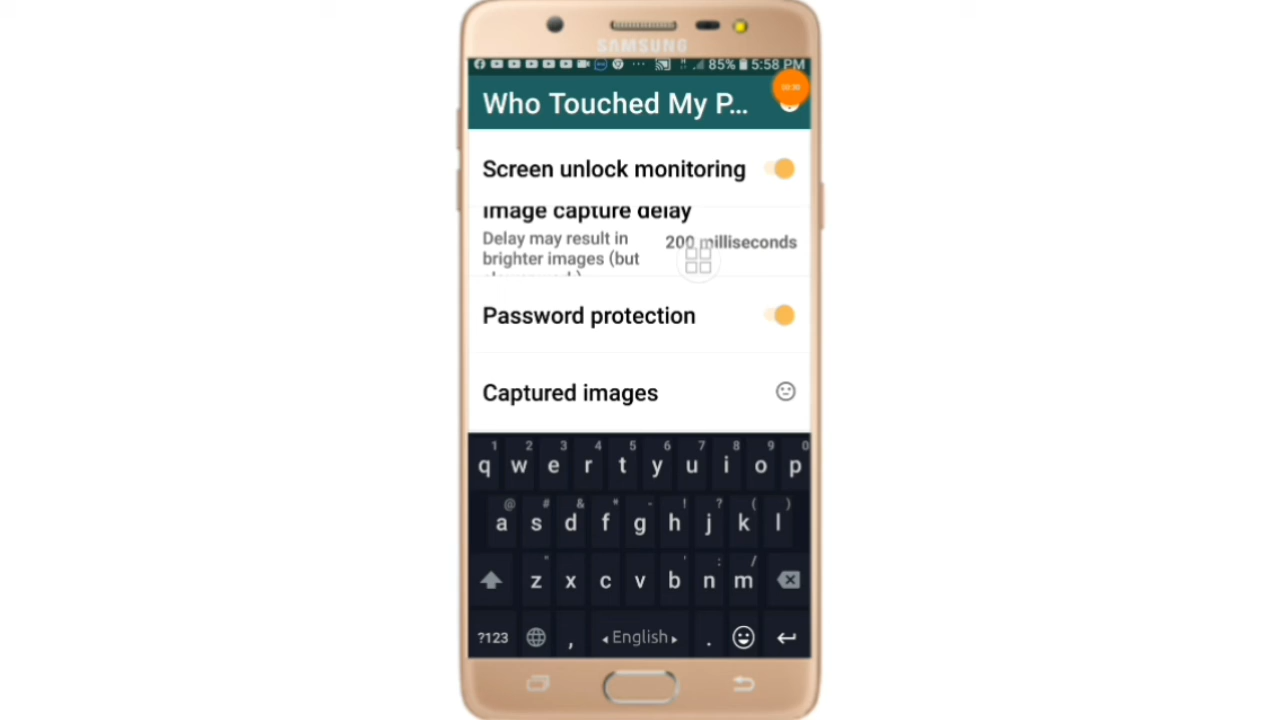 SAMSUNG
85% 5:58 PM
Who Touched My P...
Screen unlock monitoring
Image capture delay
Delay may result in
brighter images (but
200 milliseconds
Password protection
Captured images
1 2 3 4 5 6 7 8 9 0
q w e r t y u i o p
@ # & * - ! ? ( )
a s d f g h j k l
" ' : /
z x c v b n m
?123 , English .